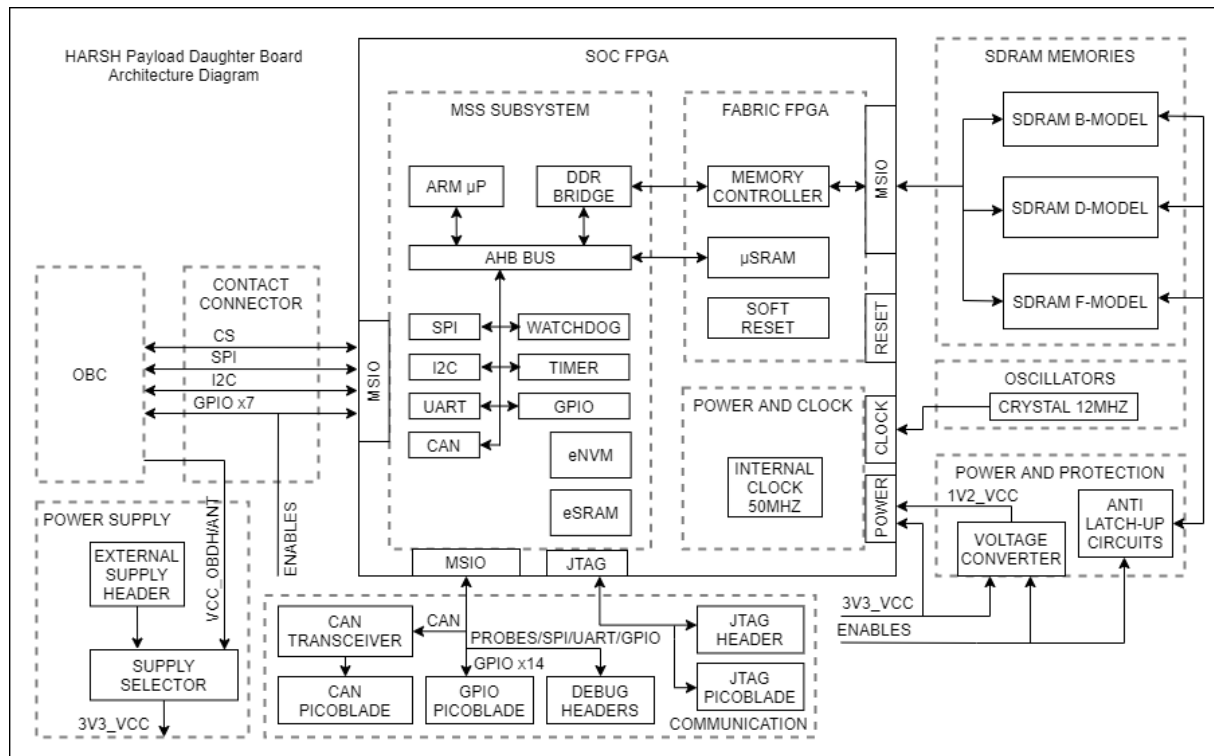 HARSH Payload Daughter Board
Architecture Diagram
SOC FPGA
SDRAM MEMORIES
MSS SUBSYSTEM
FABRIC FPGA
MSIO
SDRAM B-MODEL
SDRAM D-MODEL
SDRAM F-MODEL
ARM µP
DDR
BRIDGE
MEMORY
CONTROLLER
AHB BUS
µSRAM
SOFT
RESET
RESET
CONTACT
CONNECTOR
OBC
CS
SPI
I2C
GPIO x7
MSIO
SPI
WATCHDOG
I2C
TIMER
UART
GPIO
CAN
eNVM
eSRAM
POWER AND CLOCK
INTERNAL
CLOCK
50MHZ
CLOCK
POWER
OSCILLATORS
CRYSTAL 12MHZ
POWER AND PROTECTION
1V2_VCC
VOLTAGE
CONVERTER
ANTI
LATCH-UP
CIRCUITS
3V3_VCC
ENABLES
POWER SUPPLY
EXTERNAL
SUPPLY
HEADER
VCC_OBDH/ANT
ENABLES
SUPPLY
SELECTOR
3V3_VCC
MSIO
JTAG
CAN
TRANSCEIVER
CAN
PROBES/SPI/UART/GPIO
GPIO x14
JTAG
HEADER
CAN
PICOBLADE
GPIO
PICOBLADE
DEBUG
HEADERS
JTAG
PICOBLADE
COMMUNICATION